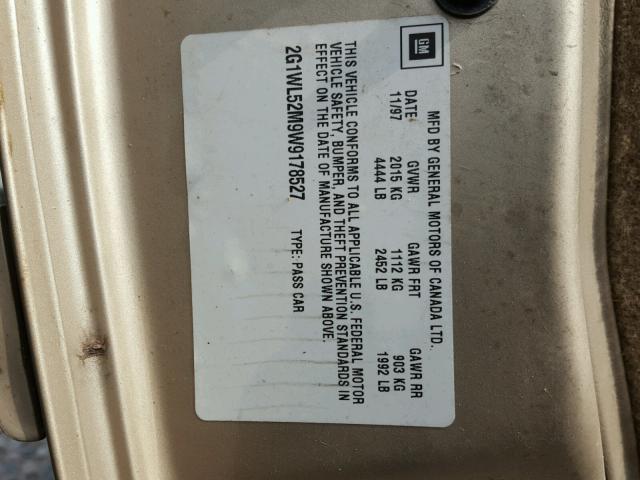 GM
MFD BY GENERAL MOTORS OF CANADA LTD.
DATE GVWR GAWR FRT GAWR RR
11/97 2015 KG 1112 KG 903 KG
4444 LB 2452 LB 1992 LB
THIS VEHICLE CONFORMS TO ALL APPLICABLE U.S. FEDERAL MOTOR
VEHICLE SAFETY, BUMPER, AND THEFT PREVENTION STANDARDS IN
EFFECT ON THE DATE OF MANUFACTURE SHOWN ABOVE.
2G1WL52M9W9178527 TYPE: PASS CAR